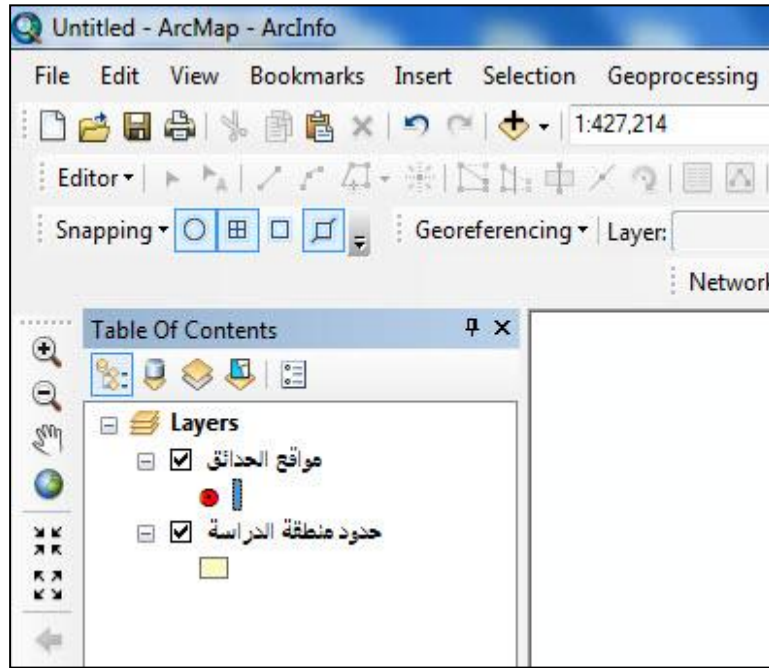 Untitled - ArcMap - ArcInfo
File Edit View Bookmarks Insert Selection Geoprocessing
1:427,214
Editor
Snapping Georeferencing Layer:
Network
Table Of Contents
Layers
مواقع الحدائق
حدود منطقة الدراسة